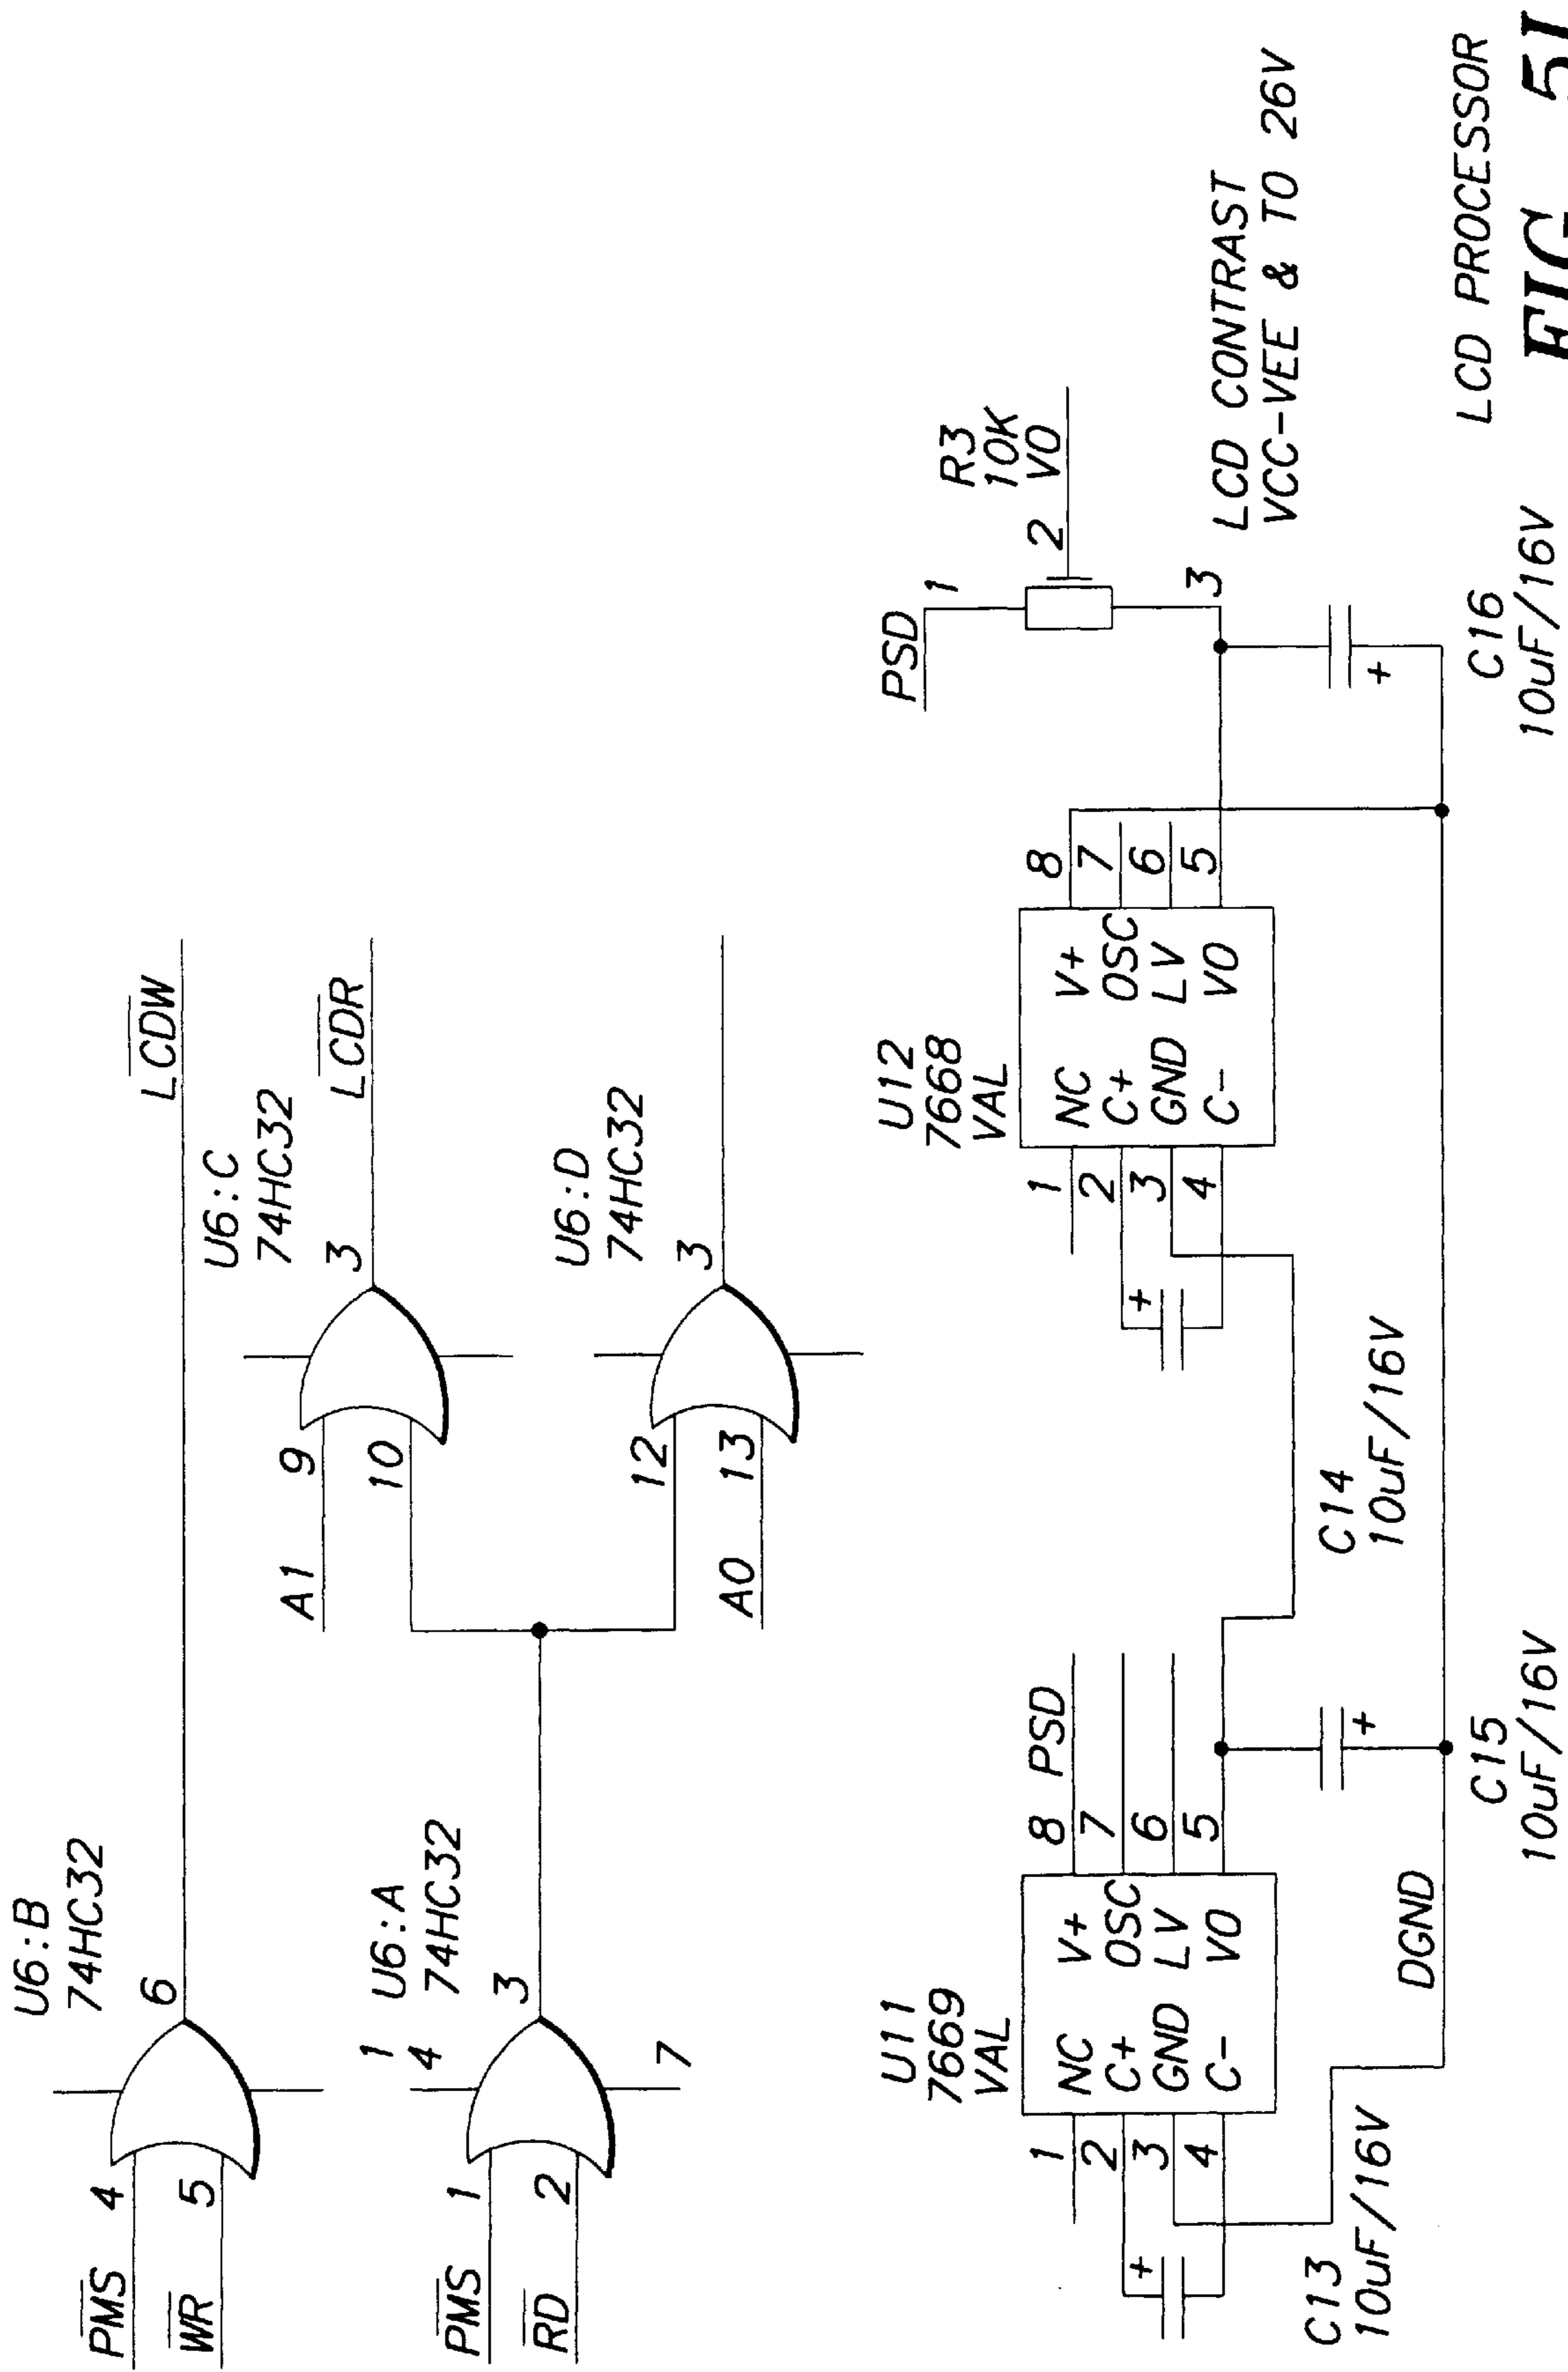 U6:B
74HC32
PMS 4
WR 5
6
LCDW
U6:A
74HC32
1
4
PMS 1
RD 2
3
7
U6:C
74HC32
A1 9
10
3
LCDR
U6:D
74HC32
12
A0 13
3
U11
7669
VAL
1 NC V+ 8 PSD
2 C+ OSC 7
3 GND LV 6
4 C- VO 5
C13
10uF/16V
DGND
C15
10uF/16V
C14
10uF/16V
U12
7668
VAL
1 NC V+ 8
2 C+ OSC 7
3 GND LV 6
4 C- VO 5
PSD
1
R3
10K
2 VO
3
LCD CONTRAST
VCC-VEE & TO 26V
C16
10uF/16V
+
+
+
+
LCD PROCESSOR